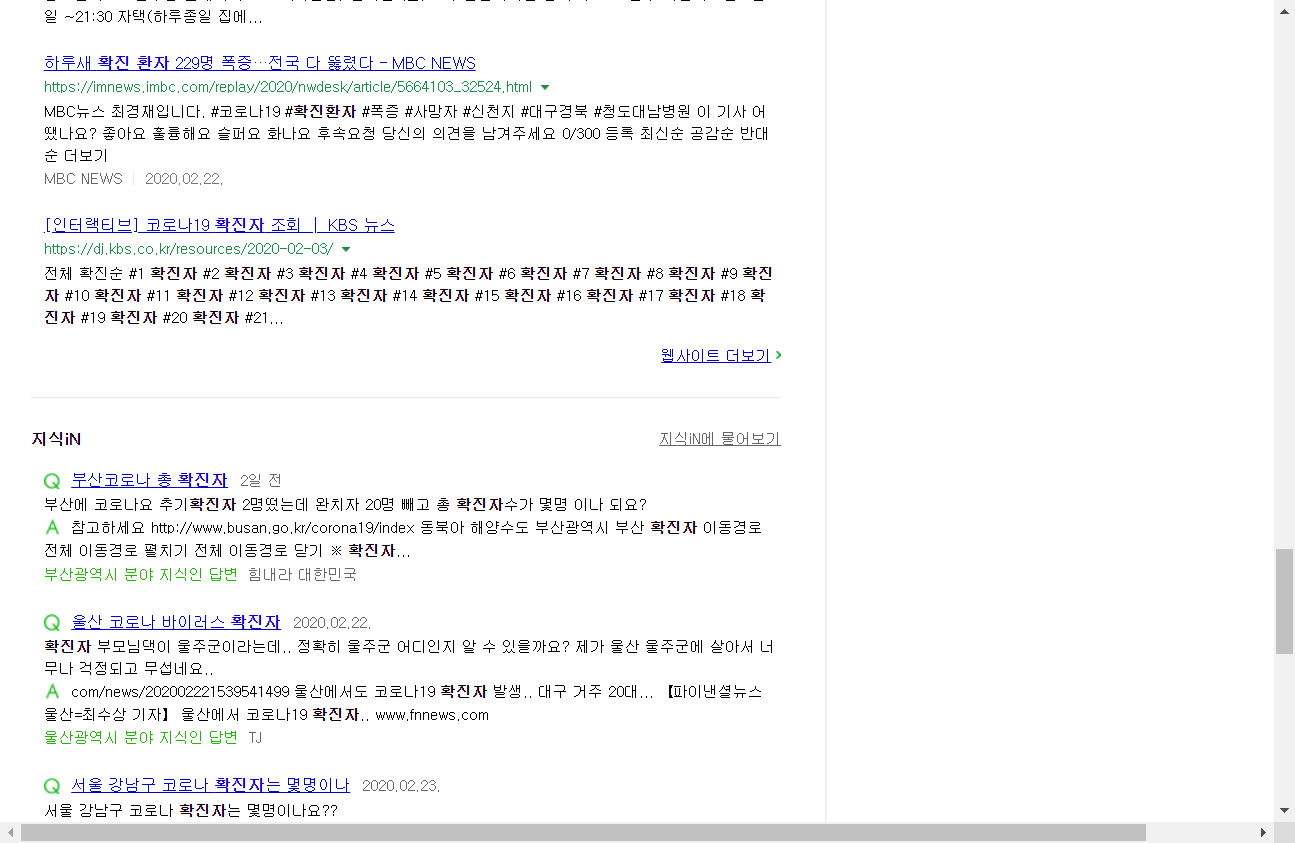 일 ~21:30 자택(하루종일 집에...
하루새 확진 환자 229명 폭증…전국 다 뚫렸다 - MBC NEWS
https://imnews.imbc.com/replay/2020/nwdesk/article/5664103_32524.html
MBC뉴스 최경재입니다. #코로나19 #확진환자 #폭증 #사망자 #신천지 #대구경북 #청도대남병원 이 기사 어
땠나요? 좋아요 훌륭해요 슬퍼요 화나요 후속요청 당신의 의견을 남겨주세요 0/300 등록 최신순 공감순 반대
순 더보기
MBC NEWS | 2020.02.22.
[인터랙티브] 코로나19 확진자 조회 | KBS 뉴스
https://dj.kbs.co.kr/resources/2020-02-03/
전체 확진순 #1 확진자 #2 확진자 #3 확진자 #4 확진자 #5 확진자 #6 확진자 #7 확진자 #8 확진자 #9 확진
자 #10 확진자 #11 확진자 #12 확진자 #13 확진자 #14 확진자 #15 확진자 #16 확진자 #17 확진자 #18 확
진자 #19 확진자 #20 확진자 #21...
웹사이트 더보기
지식iN 지식iN에 물어보기
Q 부산코로나 총 확진자 2일 전
부산에 코로나요 추기확진자 2명떴는데 완치자 20명 빼고 총 확진자수가 몇명 이나 되요?
A 참고하세요 http://www.busan.go.kr/corona19/index 동북아 해양수도 부산광역시 부산 확진자 이동경로
전체 이동경로 펼치기 전체 이동경로 닫기 ※ 확진자...
부산광역시 분야 지식인 답변 힘내라 대한민국
Q 울산 코로나 바이러스 확진자 2020.02.22.
확진자 부모님댁이 울주군이라는데.. 정확히 울주군 어디인지 알 수 있을까요? 제가 울산 울주군에 살아서 너
무나 걱정되고 무섭네요..
A com/news/202002221539541499 울산에서도 코로나19 확진자 발생.. 대구 거주 20대... 【파이낸셜뉴스
울산=최수상 기자】 울산에서 코로나19 확진자.. www.fnnews.com
울산광역시 분야 지식인 답변 TJ
Q 서울 강남구 코로나 확진자는 몇명이나 2020.02.23.
서울 강남구 코로나 확진자는 몇명이나요??